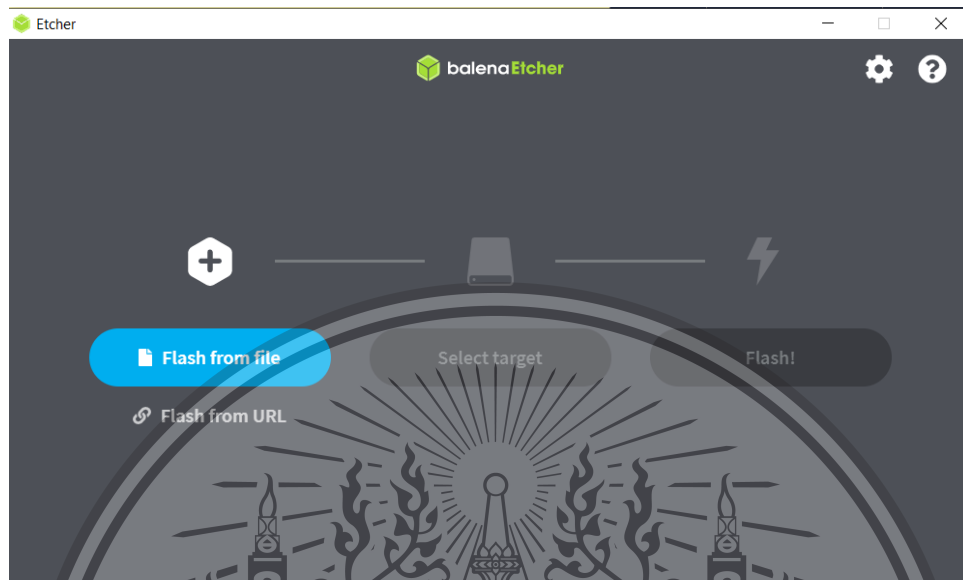 Etcher
balenaEtcher
Flash from file
Select target
Flash!
Flash from URL